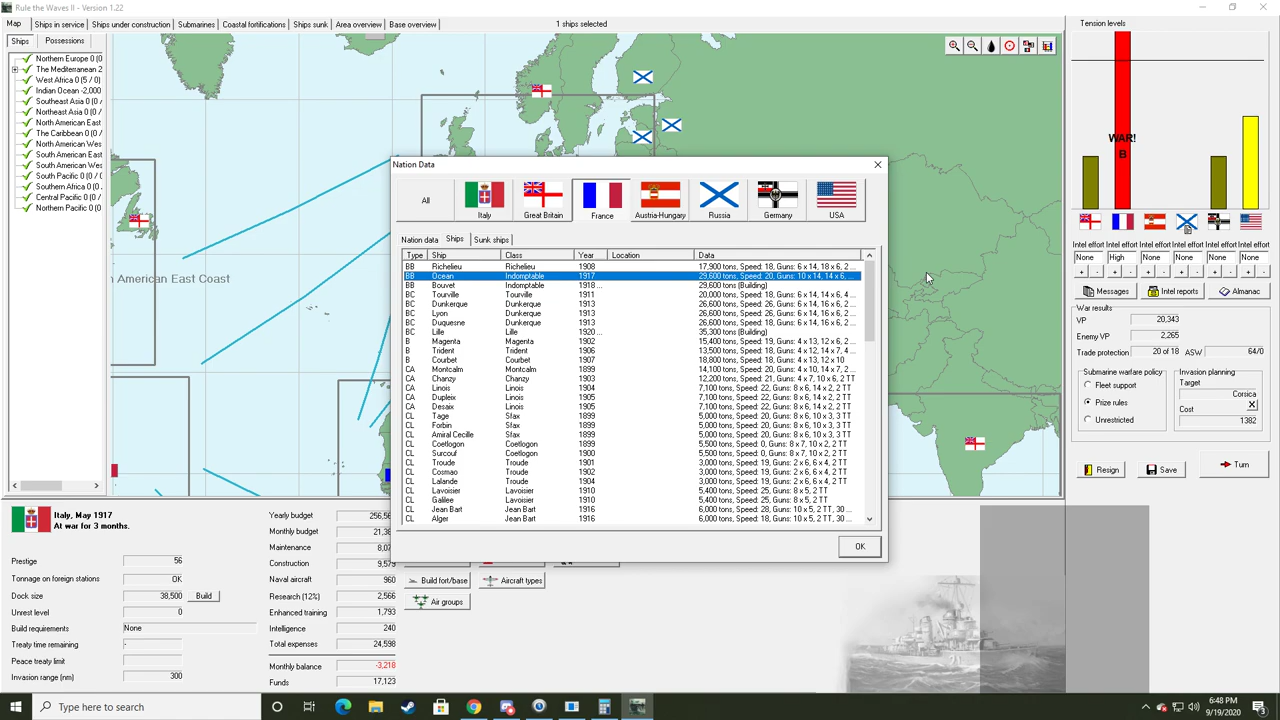 Rule the Waves II - Version 1.22
Map
Ships in service
Ships under construction
Submarines
Coastal fortifications
Ships sunk
Area overview
Base overview
1 ships selected
Ships
Possessions
Northern Europe 0 (0
The Mediterranean 2
West Africa 0 (5 / 0)
Indian Ocean -2,000
Southeast Asia 0 (0 /
Northeast Asia 0 (0 /
North American East
The Caribbean 0 (0 /
North American Wes
South American East
South American Wes
South Pacific 0 (0 / 0
Southern Africa 0 (0,
Central Pacific 0 (0 /
Northern Pacific 0 (0
American East Coast
Nation Data
All
Italy
Great Britain
France
Austria-Hungary
Russia
Germany
USA
Nation data
Ships
Sunk ships
Type Ship Class Year Location Data
BB Richelieu Richelieu 1908 17,900 tons, Speed: 18, Guns: 6 x 14, 18 x 6, 2 ...
BB Ocean Indomptable 1917 29,600 tons, Speed: 20, Guns: 10 x 14, 14 x 6, ...
BB Bouvet Indomptable 1918... 29,600 tons (Building)
BC Tourville Tourville 1911 20,000 tons, Speed: 18, Guns: 6 x 14, 14 x 6, 4 ...
BC Dunkerque Dunkerque 1913 26,600 tons, Speed: 26, Guns: 6 x 14, 16 x 6, 2 ...
BC Lyon Dunkerque 1913 26,600 tons, Speed: 26, Guns: 6 x 14, 16 x 6, 2 ...
BC Duquesne Dunkerque 1913 26,600 tons, Speed: 18, Guns: 6 x 14, 16 x 6, 2 ...
BC Lille Lille 1920... 35,300 tons (Building)
B Magenta Magenta 1902 15,400 tons, Speed: 19, Guns: 4 x 13, 12 x 6, 2 ...
B Trident Trident 1906 13,500 tons, Speed: 18, Guns: 4 x 12, 14 x 7, 4 ...
B Courbet Courbet 1907 18,800 tons, Speed: 18, Guns: 4 x 13, 12 x 10
CA Montcalm Montcalm 1899 14,100 tons, Speed: 20, Guns: 4 x 10, 14 x 7, 2 ...
CA Chanzy Chanzy 1903 12,200 tons, Speed: 21, Guns: 4 x 7, 10 x 6, 2 TT
CA Linois Linois 1904 7,100 tons, Speed: 22, Guns: 8 x 6, 14 x 2, 2 TT
CA Dupleix Linois 1905 7,100 tons, Speed: 22, Guns: 8 x 6, 14 x 2, 2 TT
CA Desaix Linois 1905 7,100 tons, Speed: 22, Guns: 8 x 6, 14 x 2, 2 TT
CL Tage Sfax 1899 5,000 tons, Speed: 20, Guns: 8 x 6, 10 x 3, 3 TT
CL Forbin Sfax 1899 5,000 tons, Speed: 20, Guns: 8 x 6, 10 x 3, 3 TT
CL Amiral Cecille Sfax 1899 5,000 tons, Speed: 20, Guns: 8 x 6, 10 x 3, 3 TT
CL Coetlogon Coetlogon 1899 5,500 tons, Speed: 0, Guns: 8 x 7, 10 x 2, 2 TT
CL Surcouf Coetlogon 1900 5,500 tons, Speed: 0, Guns: 8 x 7, 10 x 2, 2 TT
CL Troude Troude 1901 3,000 tons, Speed: 19, Guns: 2 x 6, 6 x 4, 2 TT
CL Cosmao Troude 1902 3,000 tons, Speed: 19, Guns: 2 x 6, 6 x 4, 2 TT
CL Lalande Troude 1904 3,000 tons, Speed: 19, Guns: 2 x 6, 6 x 4, 2 TT
CL Lavoisier Lavoisier 1910 5,400 tons, Speed: 25, Guns: 8 x 5, 2 TT
CL Galilee Lavoisier 1910 5,400 tons, Speed: 25, Guns: 8 x 5, 2 TT
CL Jean Bart Jean Bart 1916 6,000 tons, Speed: 28, Guns: 10 x 5, 2 TT, 30 ...
CL Alger Jean Bart 1916 6,000 tons, Speed: 18, Guns: 10 x 5, 2 TT, 30 ...
OK
Tension levels
WAR!
B
Intel effort Intel effort Intel effort Intel effort Intel effort Intel effort
None High None None None None
+ - + - + - + - + - + -
Messages
Intel reports
Almanac
War results
VP 20,343
Enemy VP 2,265
Trade protection 20 of 18 ASW 64/0
Submarine warfare policy
Fleet support
Prize rules
Unrestricted
Invasion planning
Target
Corsica
Cost
1382
Resign
Save
Turn
Italy, May 1917
At war for 3 months.
Prestige 56
Tonnage on foreign stations OK
Dock size 38,500 Build
Unrest level 0
Build requirements None
Treaty time remaining -
Peace treaty limit
Invasion range (nm) 300
Yearly budget 256,56
Monthly budget 21,38
Maintenance 8,07
Construction 9,579
Naval aircraft 960
Research (12%) 2,566
Enhanced training 1,793
Intelligence 240
Total expenses 24,598
Monthly balance -3,218
Funds 17,123
Build fort/base
Aircraft types
Air groups
Type here to search
6:48 PM
9/19/2020